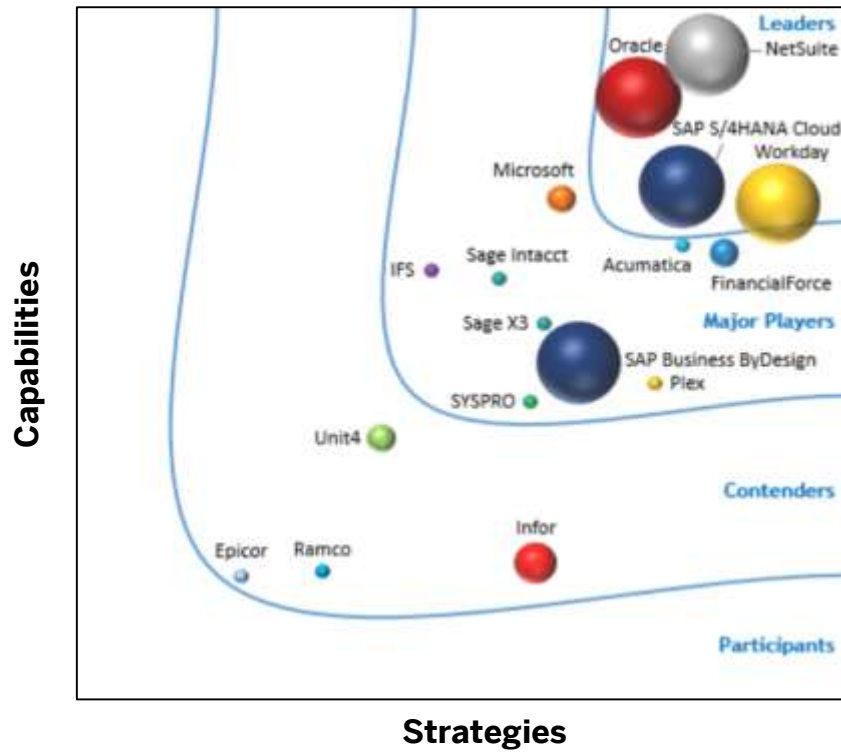 Leaders
Oracle
NetSuite
SAP S/4HANA Cloud
Workday
Microsoft
Sage Intacct
IFS
Acumatica
FinancialForce
Sage X3
Major Players
SAP Business ByDesign
Plex
SYSPRO
Unit4
Contenders
Infor
Epicor
Ramco
Participants
Capabilities
Strategies